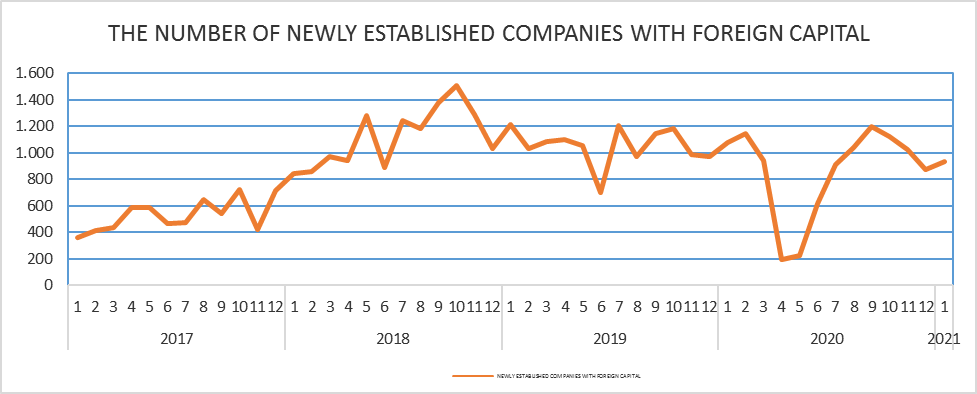 THE NUMBER OF NEWLY ESTABLISHED COMPANIES WITH FOREIGN CAPITAL
1.600
1.400
1.200
1.000
800
600
400
200
0
1 2 3 4 5 6 7 8 9 10 11 12 1 2 3 4 5 6 7 8 9 10 11 12 1 2 3 4 5 6 7 8 9 10 11 12 1 2 3 4 5 6 7 8 9 10 11 12 1
2017 2018 2019 2020 2021
NEWLY ESTABLISHED COMPANIES WITH FOREIGN CAPITAL